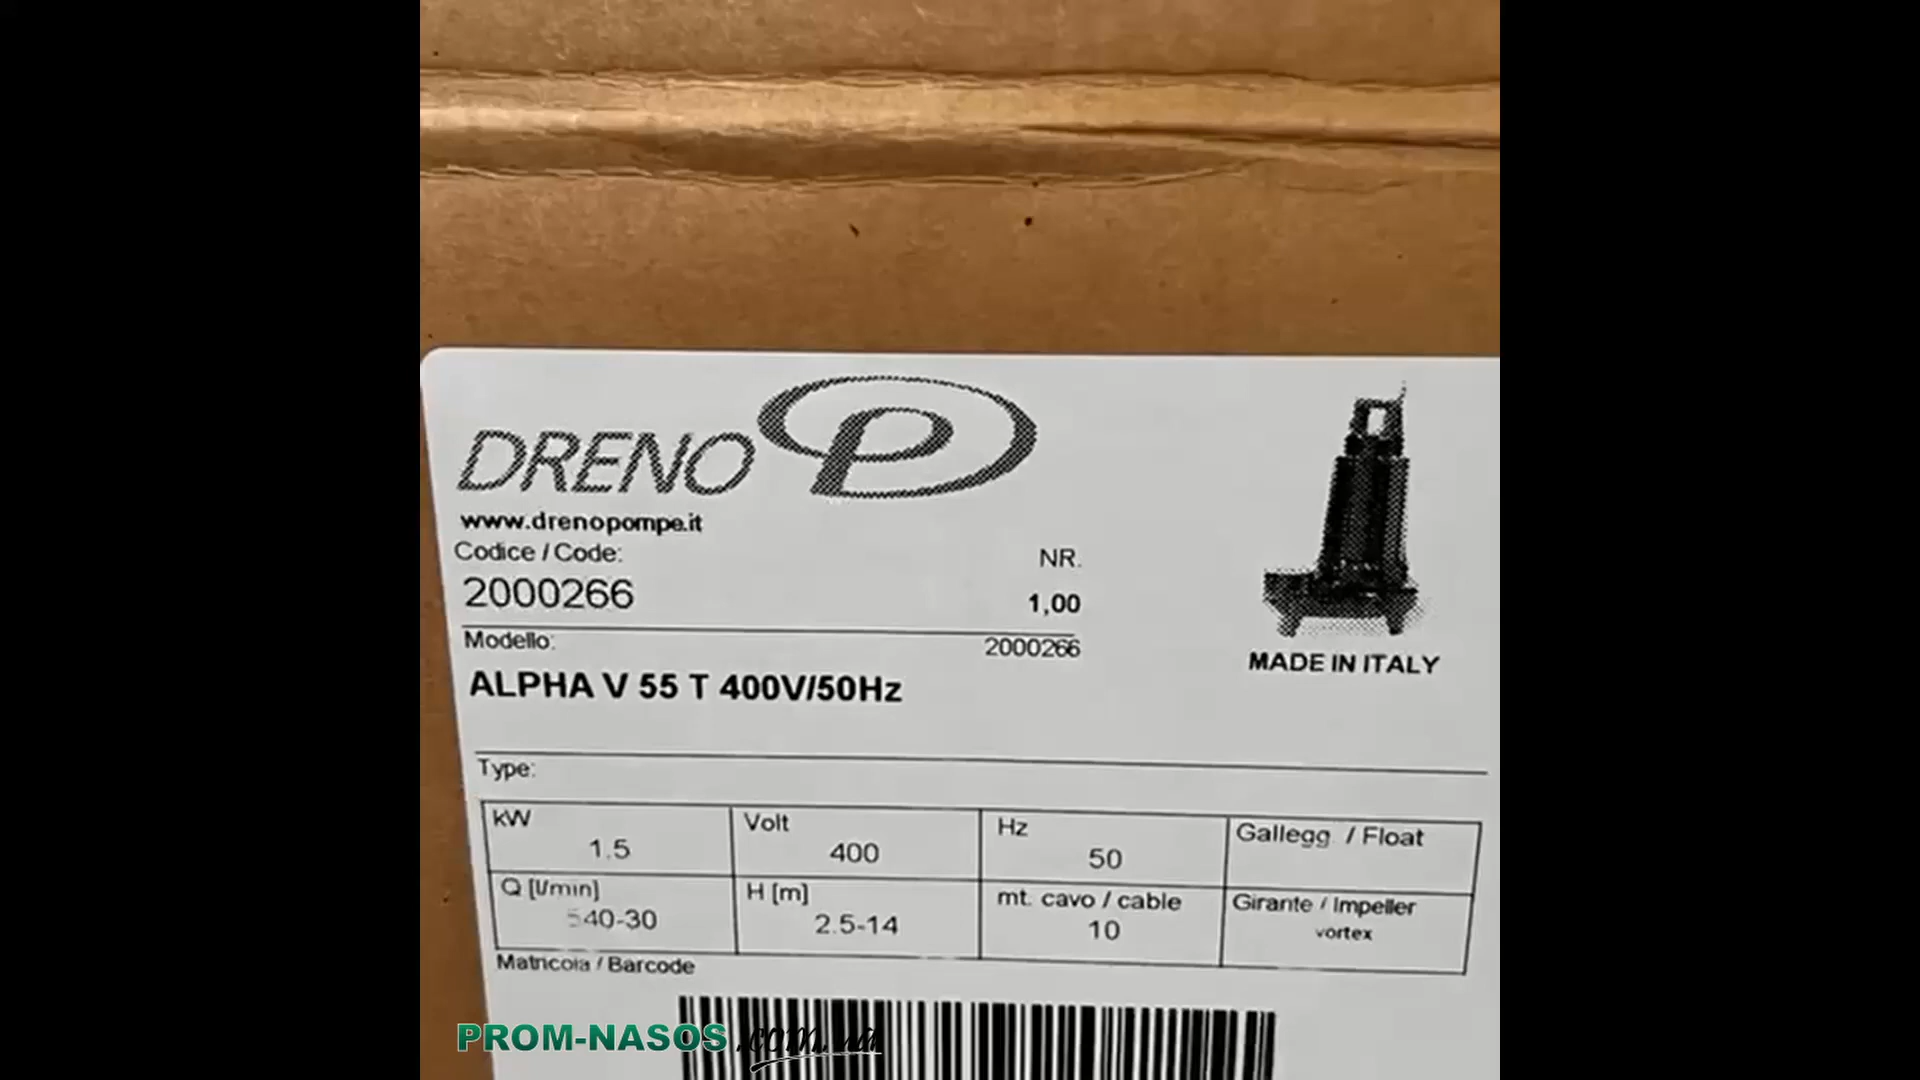 DRENO P
www.drenopompe.it
Codice / Code:
NR.
2000266
1,00
Modello:
2000266
MADE IN ITALY
ALPHA V 55 T 400V/50Hz
Type:
kW
Volt
Hz
Gallegg. / Float
1.5
400
50
Q [l/min]
H [m]
mt. cavo / cable
Girante / Impeller
540-30
2.5-14
10
vortex
Matricola / Barcode
PROM-NASOS.com.ua